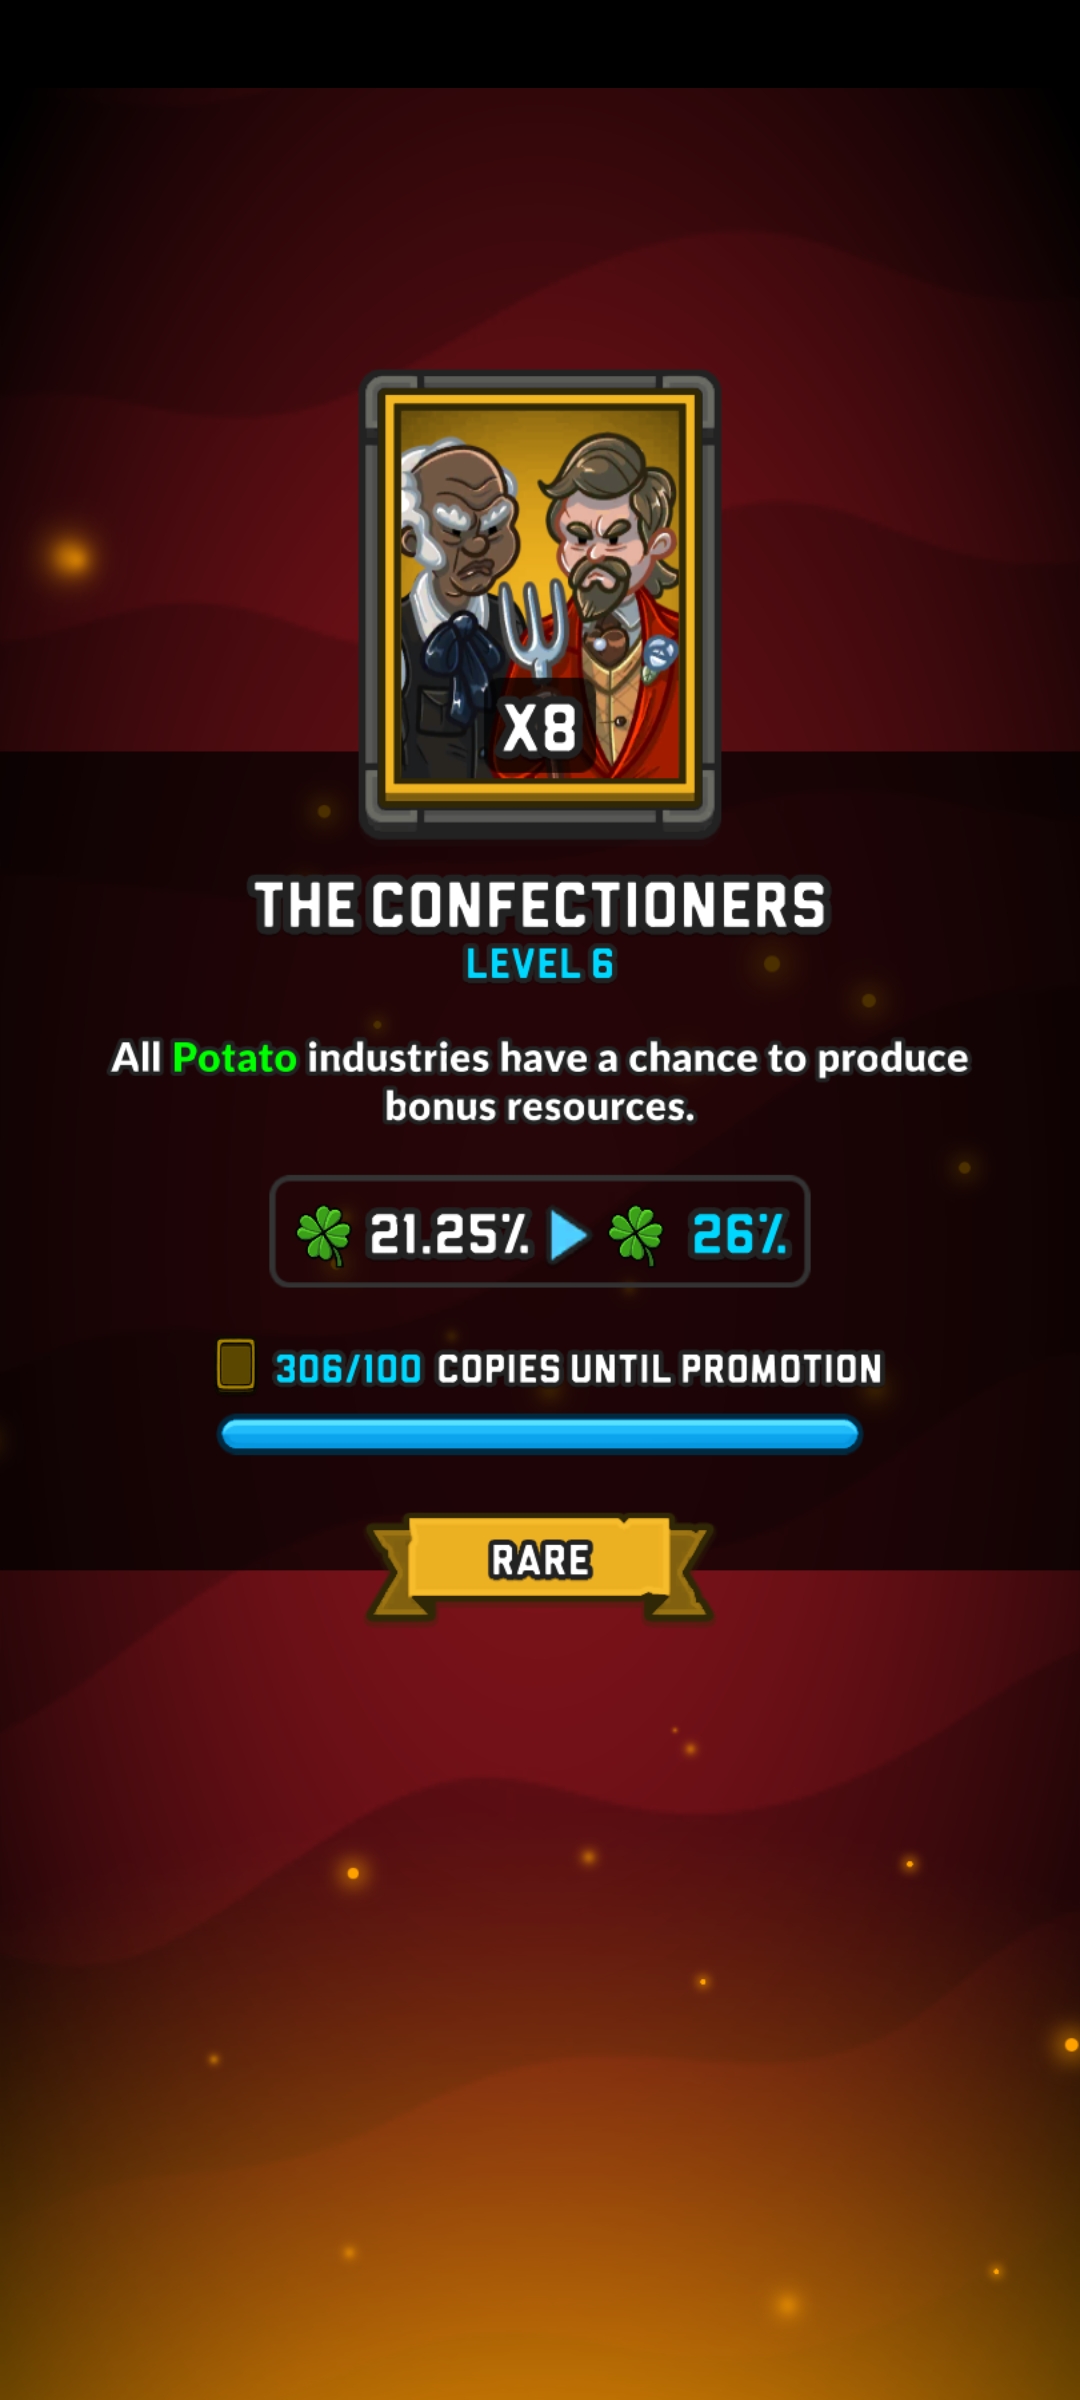 X8
THE CONFECTIONERS
LEVEL 6
All Potato industries have a chance to produce
bonus resources.
21.25% 26%
306/100 COPIES UNTIL PROMOTION
RARE